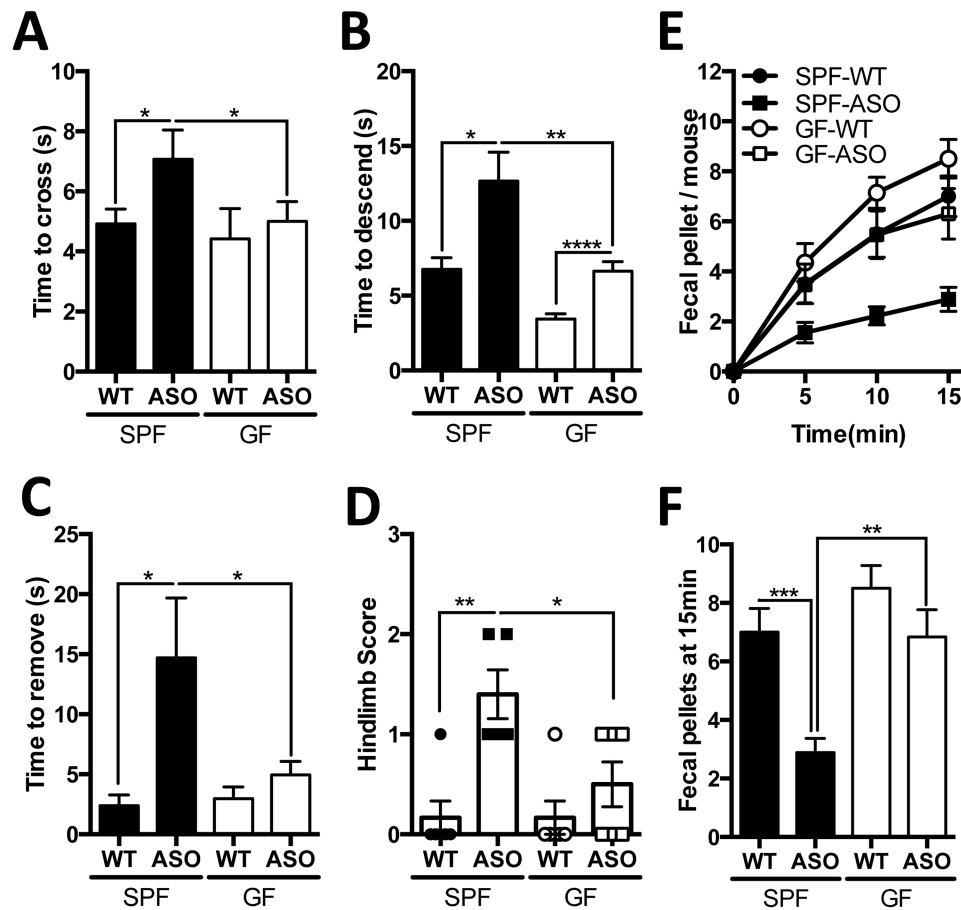 A
Time to cross (s)
10
8
6
4
2
0
* *
WT ASO WT ASO
SPF GF
B
Time to descend (s)
20
15
10
5
0
* **
****
WT ASO WT ASO
SPF GF
E
Fecal pellet / mouse
12
10
8
6
4
2
0
SPF-WT
SPF-ASO
GF-WT
GF-ASO
0 5 10 15
Time(min)
C
Time to remove (s)
25
20
15
10
5
0
* *
WT ASO WT ASO
SPF GF
D
Hindlimb Score
3
2
1
0
** *
WT ASO WT ASO
SPF GF
F
Fecal pellets at 15min
10
8
6
4
2
0
**
***
WT ASO WT ASO
SPF GF